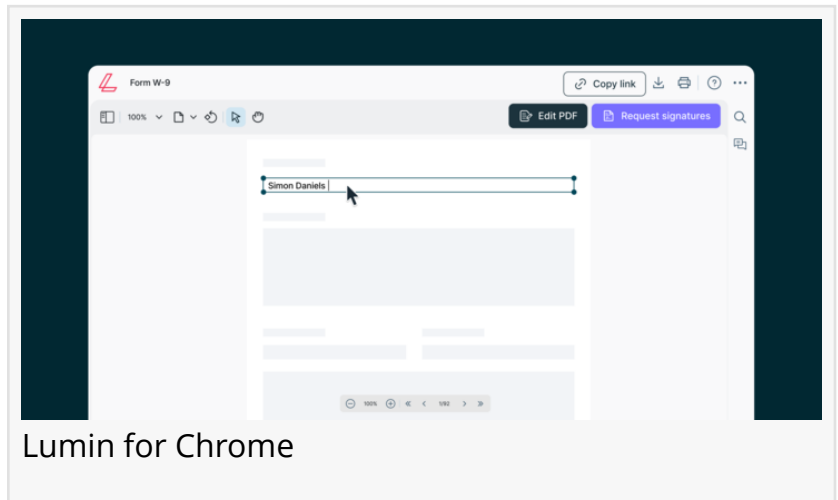 Form W-9
Copy link
100%
Edit PDF
Request signatures
Simon Daniels
100%
1/92
Lumin for Chrome